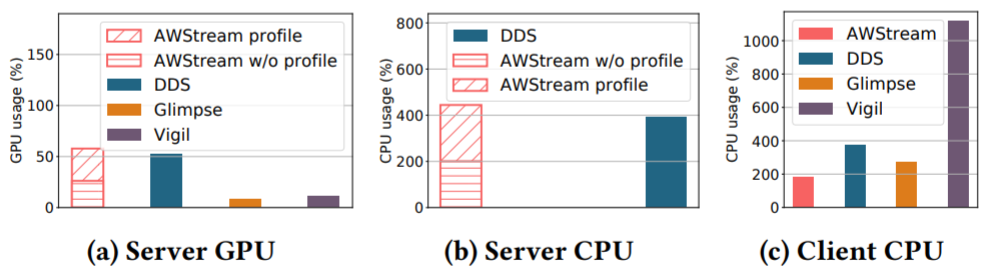 GPU usage (%)
150
100
50
0
AWStream profile
AWStream w/o profile
DDS
Glimpse
Vigil
(a) Server GPU
CPU usage (%)
800
600
400
200
0
DDS
AWStream w/o profile
AWStream profile
(b) Server CPU
CPU usage (%)
1000
800
600
400
200
0
AWStream
DDS
Glimpse
Vigil
(c) Client CPU